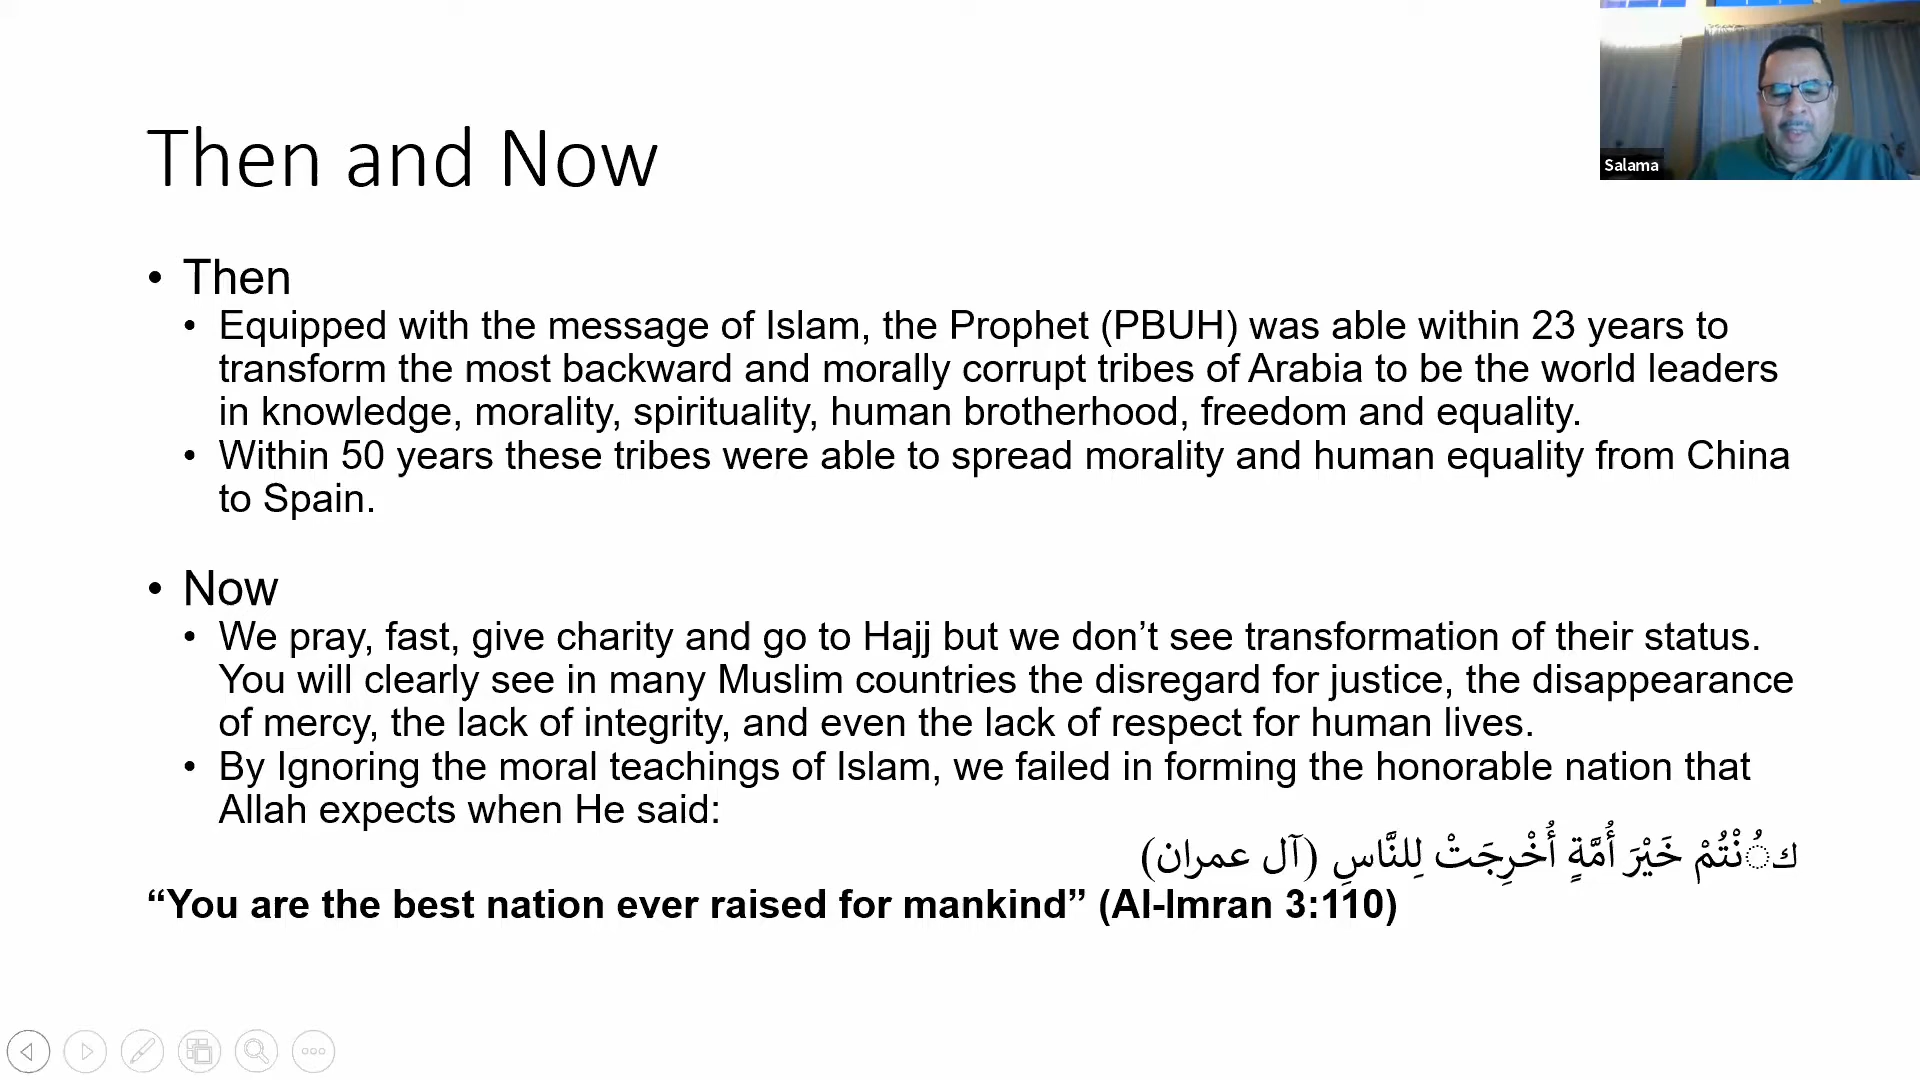 Salama
Then and Now
• Then
• Equipped with the message of Islam, the Prophet (PBUH) was able within 23 years to
transform the most backward and morally corrupt tribes of Arabia to be the world leaders
in knowledge, morality, spirituality, human brotherhood, freedom and equality.
• Within 50 years these tribes were able to spread morality and human equality from China
to Spain.
• Now
• We pray, fast, give charity and go to Hajj but we don’t see transformation of their status.
You will clearly see in many Muslim countries the disregard for justice, the disappearance
of mercy, the lack of integrity, and even the lack of respect for human lives.
• By Ignoring the moral teachings of Islam, we failed in forming the honorable nation that
Allah expects when He said:
كُنْتُمْ خَيْرَ أُمَّةٍ أُخْرِجَتْ لِلنَّاسِ (آل عمران)
“You are the best nation ever raised for mankind” (Al-Imran 3:110)